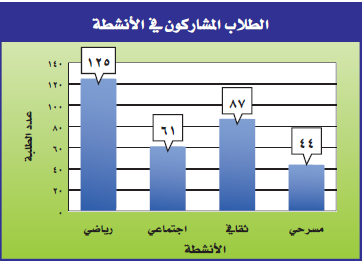 الطلاب المشاركون في الأنشطة
عدد الطلبة
١٤٠
١٢٠
١٠٠
٨٠
٦٠
٤٠
٢٠
٠
١٢٥
٦١
٨٧
٤٤
رياضي
اجتماعي
ثقافي
مسرحي
الأنشطة